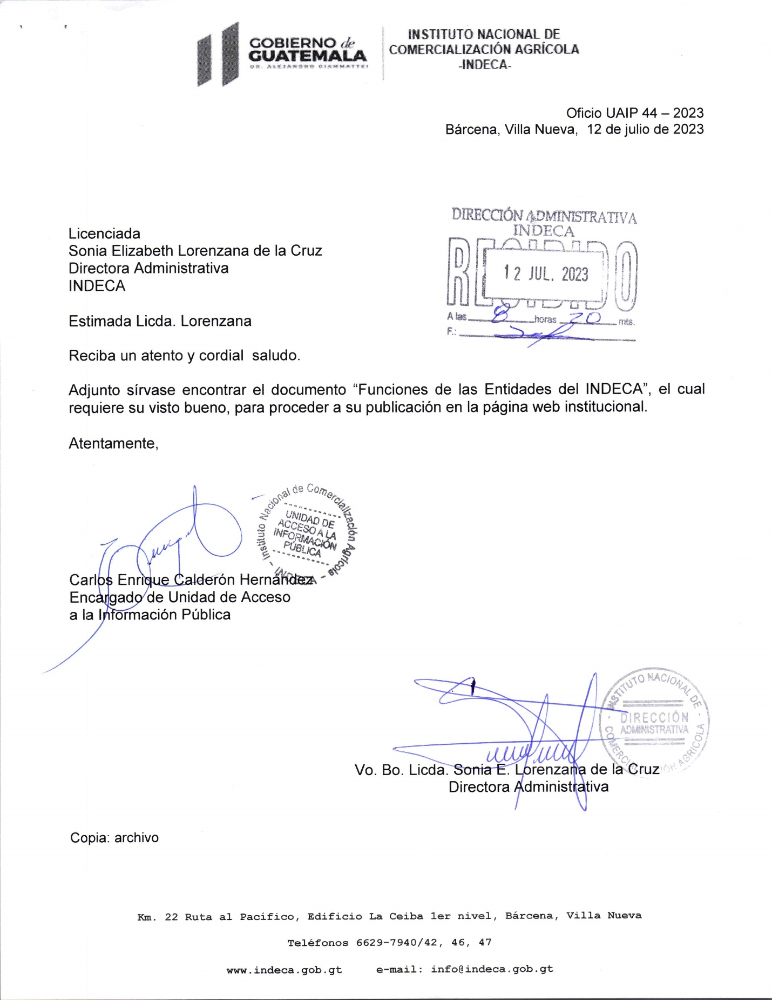 GOBIERNO de
GUATEMALA
DR. ALEJANDRO GIAMMATTEI
INSTITUTO NACIONAL DE
COMERCIALIZACIÓN AGRÍCOLA
-INDECA-
Oficio UAIP 44 – 2023
Bárcena, Villa Nueva,  12 de julio de 2023
DIRECCIÓN ADMINISTRATIVA
INDECA
RECIBIDO
12 JUL. 2023
A las 8 horas 20 mts.
F.:
Licenciada
Sonia Elizabeth Lorenzana de la Cruz
Directora Administrativa
INDECA
Estimada Licda. Lorenzana
Reciba un atento y cordial  saludo.
Adjunto sírvase encontrar el documento “Funciones de las Entidades del INDECA”, el cual
requiere su visto bueno, para proceder a su publicación en la página web institucional.
Atentamente,
- Instituto Nacional de Comercialización Agrícola -
UNIDAD DE
ACCESO A LA
INFORMACIÓN
PÚBLICA
INDECA
Carlos Enrique Calderón Hernández
Encargado de Unidad de Acceso
a la Información Pública
- INSTITUTO NACIONAL DE -
DIRECCIÓN
ADMINISTRATIVA
COMERCIALIZACIÓN AGRICOLA
Vo. Bo. Licda. Sonia E. Lorenzana de la Cruz
Directora Administrativa
Copia: archivo
Km. 22 Ruta al Pacífico, Edificio La Ceiba 1er nivel, Bárcena, Villa Nueva
Teléfonos 6629-7940/42, 46, 47
www.indeca.gob.gt     e-mail: info@indeca.gob.gt